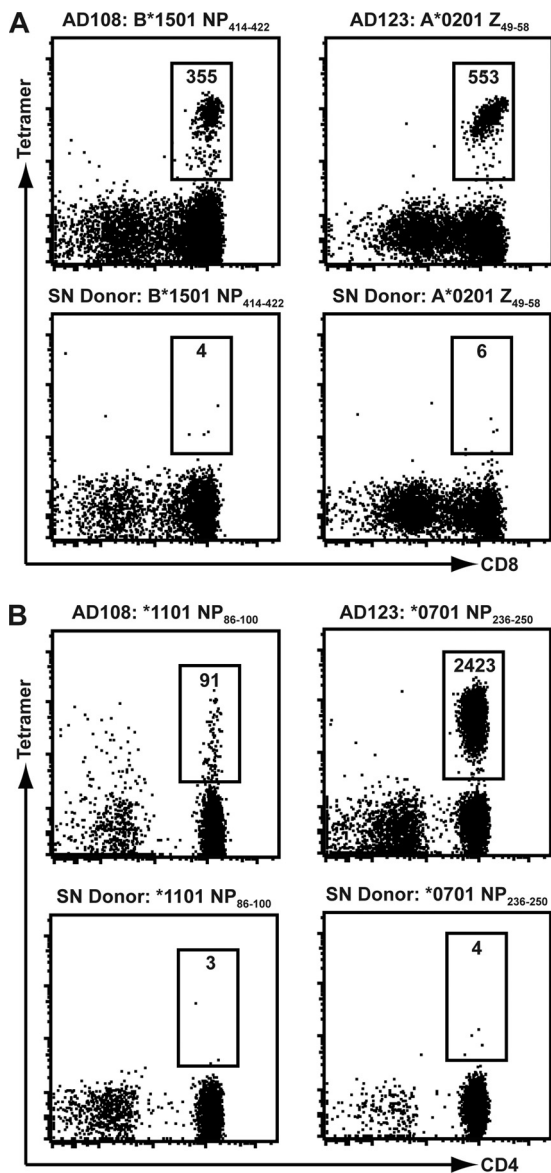 A
AD108: B*1501 NP414-422
AD123: A*0201 Z49-58
Tetramer
355
553
SN Donor: B*1501 NP414-422
SN Donor: A*0201 Z49-58
4
6
CD8
B
AD108: *1101 NP86-100
AD123: *0701 NP236-250
Tetramer
91
2423
SN Donor: *1101 NP86-100
SN Donor: *0701 NP236-250
3
4
CD4